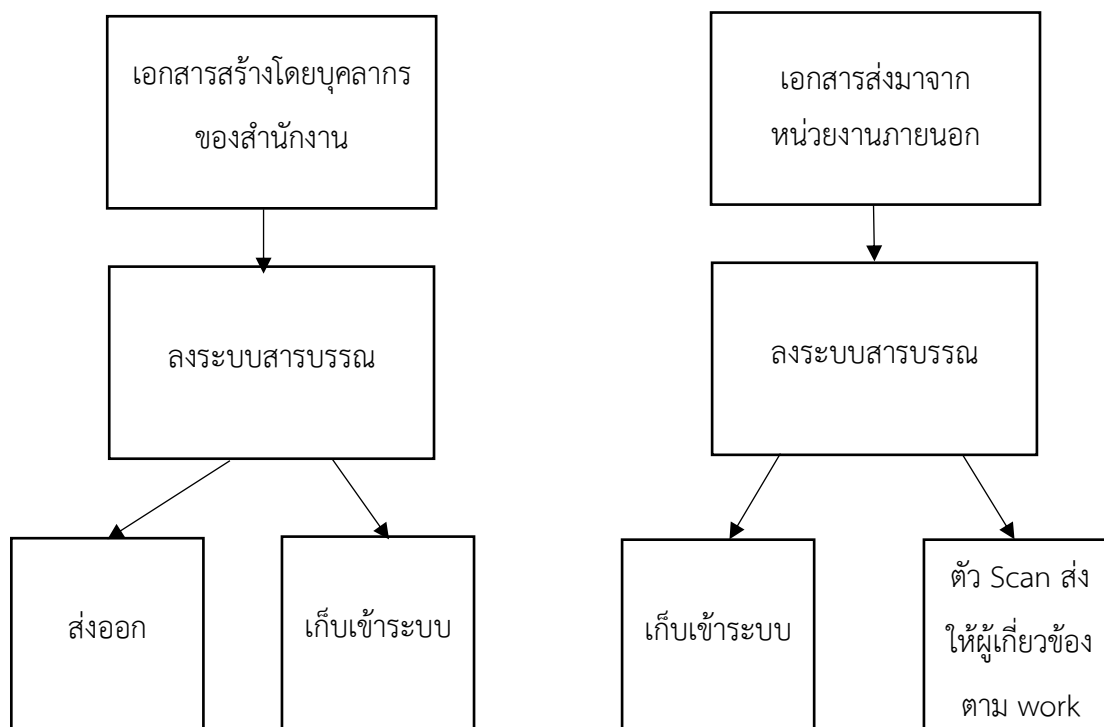 เอกสารสร้างโดยบุคลากร
ของสำนักงาน
เอกสารส่งมาจาก
หน่วยงานภายนอก
ลงระบบสารบรรณ
ลงระบบสารบรรณ
ส่งออก
เก็บเข้าระบบ
เก็บเข้าระบบ
ตัว Scan ส่ง
ให้ผู้เกี่ยวข้อง
ตาม work